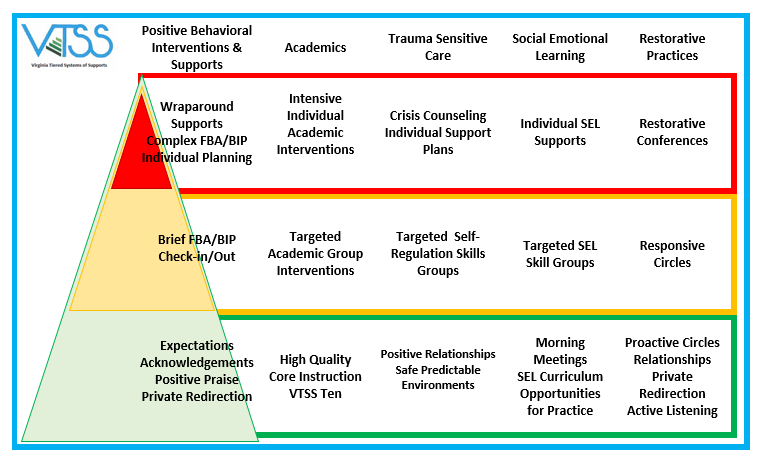 VTSS
Virginia Tiered Systems of Supports
Positive Behavioral
Interventions &
Supports
Academics
Trauma Sensitive
Care
Social Emotional
Learning
Restorative
Practices
Wraparound
Supports
Complex FBA/BIP
Individual Planning
Intensive
Individual
Academic
Interventions
Crisis Counseling
Individual Support
Plans
Individual SEL
Supports
Restorative
Conferences
Brief FBA/BIP
Check-in/Out
Targeted
Academic Group
Interventions
Targeted Self-
Regulation Skills
Groups
Targeted SEL
Skill Groups
Responsive
Circles
Expectations
Acknowledgements
Positive Praise
Private Redirection
High Quality
Core Instruction
VTSS Ten
Positive Relationships
Safe Predictable
Environments
Morning
Meetings
SEL Curriculum
Opportunities
for Practice
Proactive Circles
Relationships
Private
Redirection
Active Listening